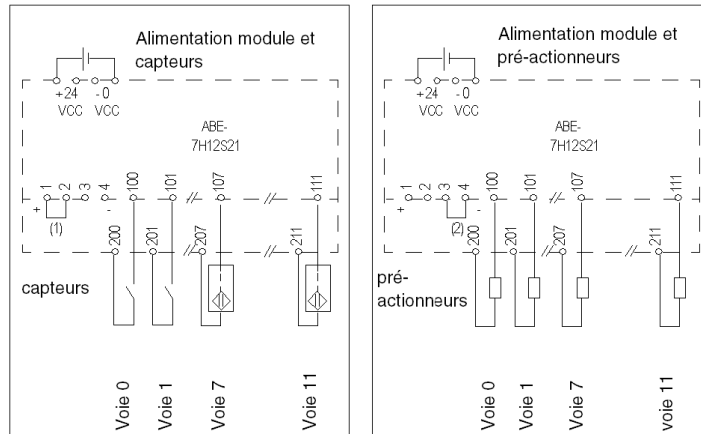 Alimentation module et
capteurs
+24 - 0
VCC VCC
ABE-
7H12S21
1 2 3 4 100 101 107 111
+ -
(1)
200 201 207 211
capteurs
Voie 0 Voie 1 Voie 7 Voie 11
Alimentation module et
pré-actionneurs
+24 - 0
VCC VCC
ABE-
7H12S21
1 2 3 4 100 101 107 111
+ -
(2)
200 201 207 211
pré-
actionneurs
Voie 0 Voie 1 Voie 7 voie 11